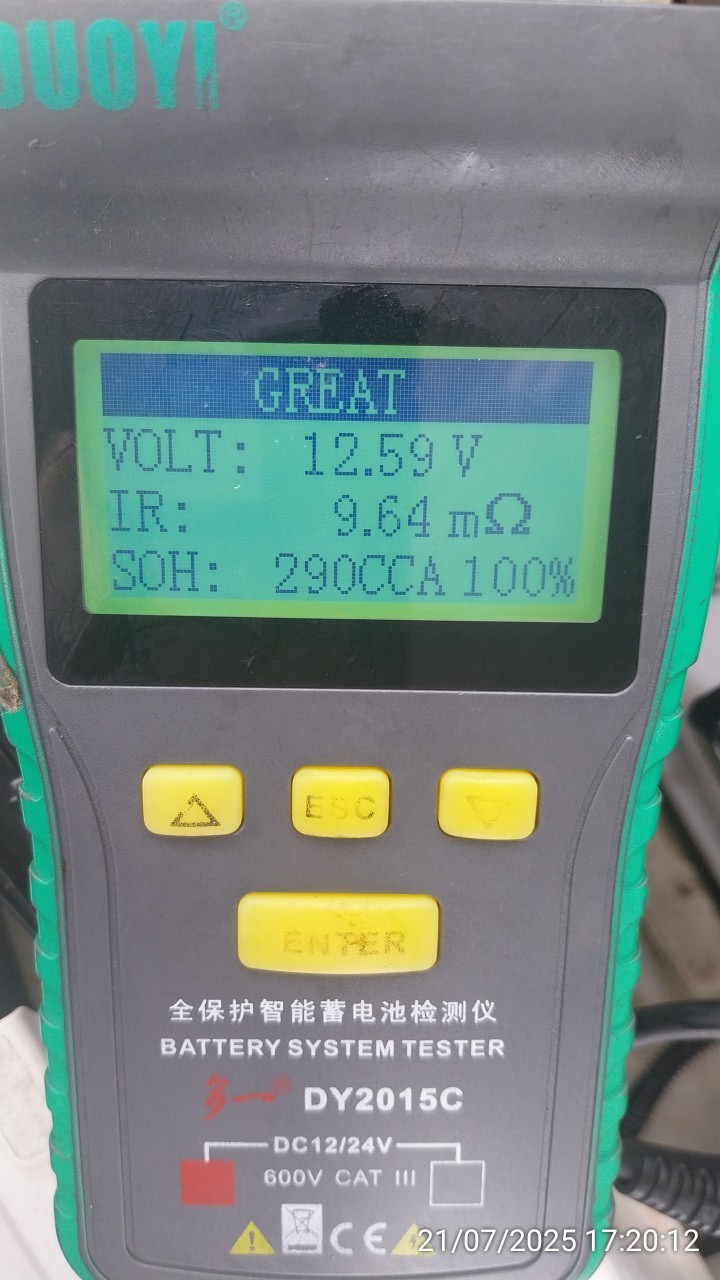 DUOYI®
GREAT
VOLT: 12.59 V
IR: 9.64 mΩ
SOH: 290CCA 100%
ESC
ENTER
全保护智能蓄电池检测仪
BATTERY SYSTEM TESTER
多一® DY2015C
DC12/24V
600V CAT III
CE
21/07/2025 17:20:12